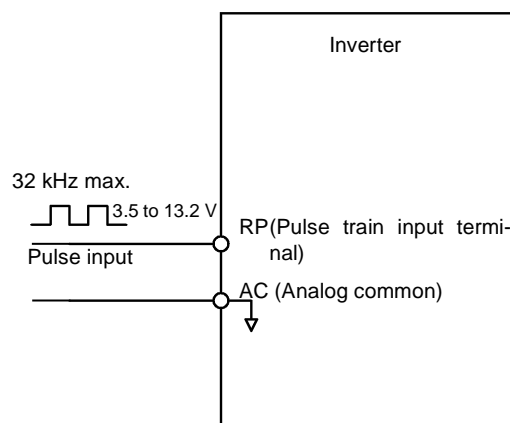 Inverter
32 kHz max.
3.5 to 13.2 V
RP(Pulse train input termi-
nal)
Pulse input
AC (Analog common)